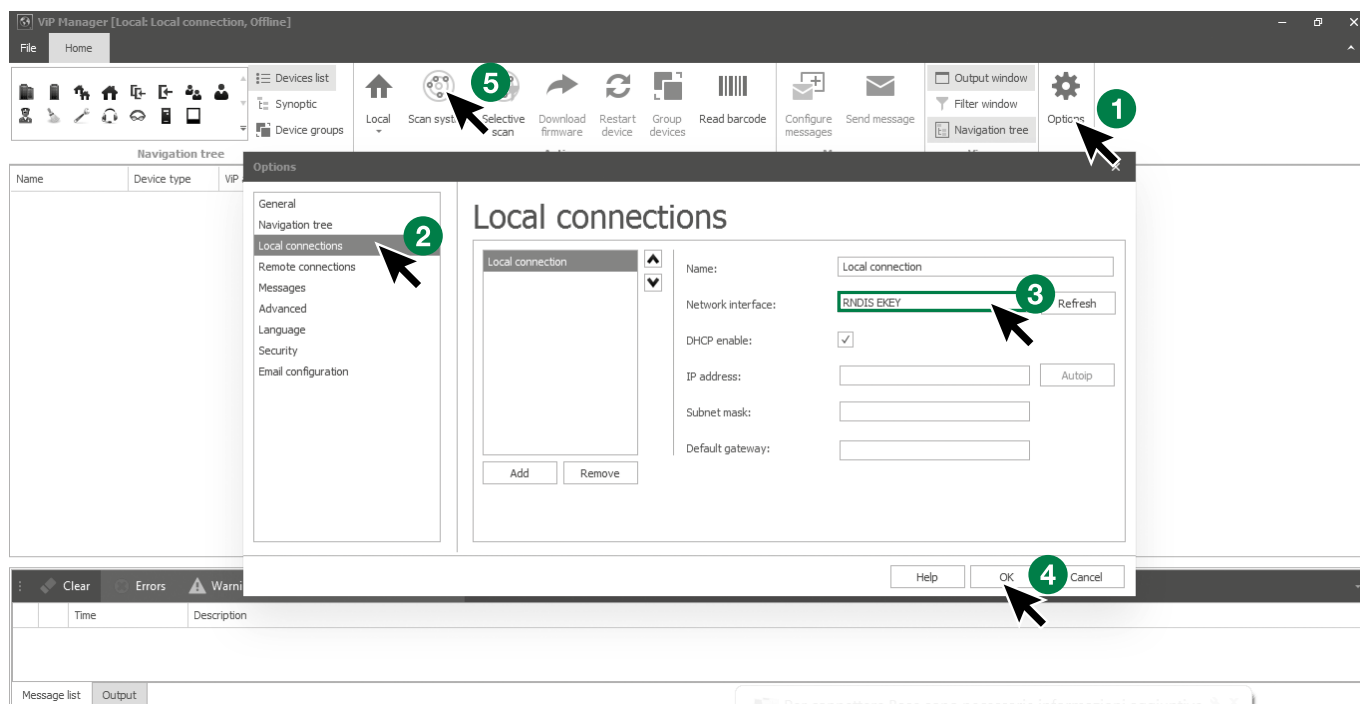 ViP Manager [Local: Local connection, Offline]
File Home
Devices list
Synoptic
Device groups
Local
Scan syst
5
Selective scan
Download firmware
Restart device
Group devices
Read barcode
Configure messages
Send message
Output window
Filter window
Navigation tree
Options
1
Navigation tree
Name Device type ViP
Options
General
Navigation tree
Local connections
2
Remote connections
Messages
Advanced
Language
Security
Email configuration
Local connections
Local connection
Add Remove
Name: Local connection
Network interface: RNDIS EKEY 3 Refresh
DHCP enable:
IP address: Autoip
Subnet mask:
Default gateway:
Help OK 4 Cancel
Clear Errors Warni
Time Description
Message list Output